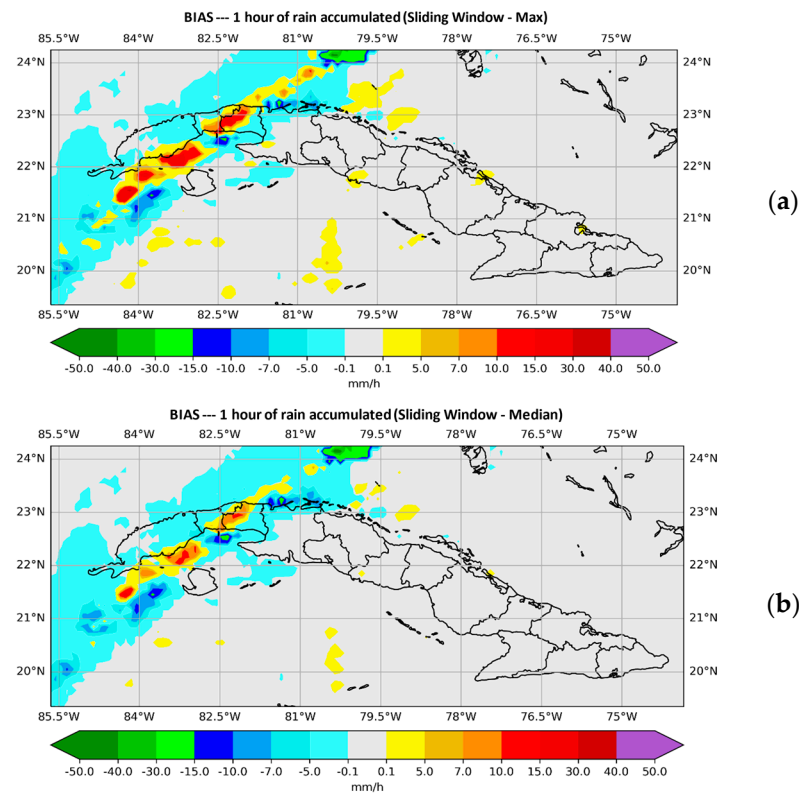 BIAS --- 1 hour of rain accumulated (Sliding Window - Max)
85.5°W 84°W 82.5°W 81°W 79.5°W 78°W 76.5°W 75°W
24°N 24°N
23°N 23°N
22°N 22°N
21°N 21°N
20°N 20°N
85.5°W 84°W 82.5°W 81°W 79.5°W 78°W 76.5°W 75°W
(a)
-50.0 -40.0 -30.0 -15.0 -10.0 -7.0 -5.0 -0.1 0.1 5.0 7.0 10.0 15.0 30.0 40.0 50.0
mm/h
BIAS --- 1 hour of rain accumulated (Sliding Window - Median)
85.5°W 84°W 82.5°W 81°W 79.5°W 78°W 76.5°W 75°W
24°N 24°N
23°N 23°N
22°N 22°N
21°N 21°N
20°N 20°N
85.5°W 84°W 82.5°W 81°W 79.5°W 78°W 76.5°W 75°W
(b)
-50.0 -40.0 -30.0 -15.0 -10.0 -7.0 -5.0 -0.1 0.1 5.0 7.0 10.0 15.0 30.0 40.0 50.0
mm/h